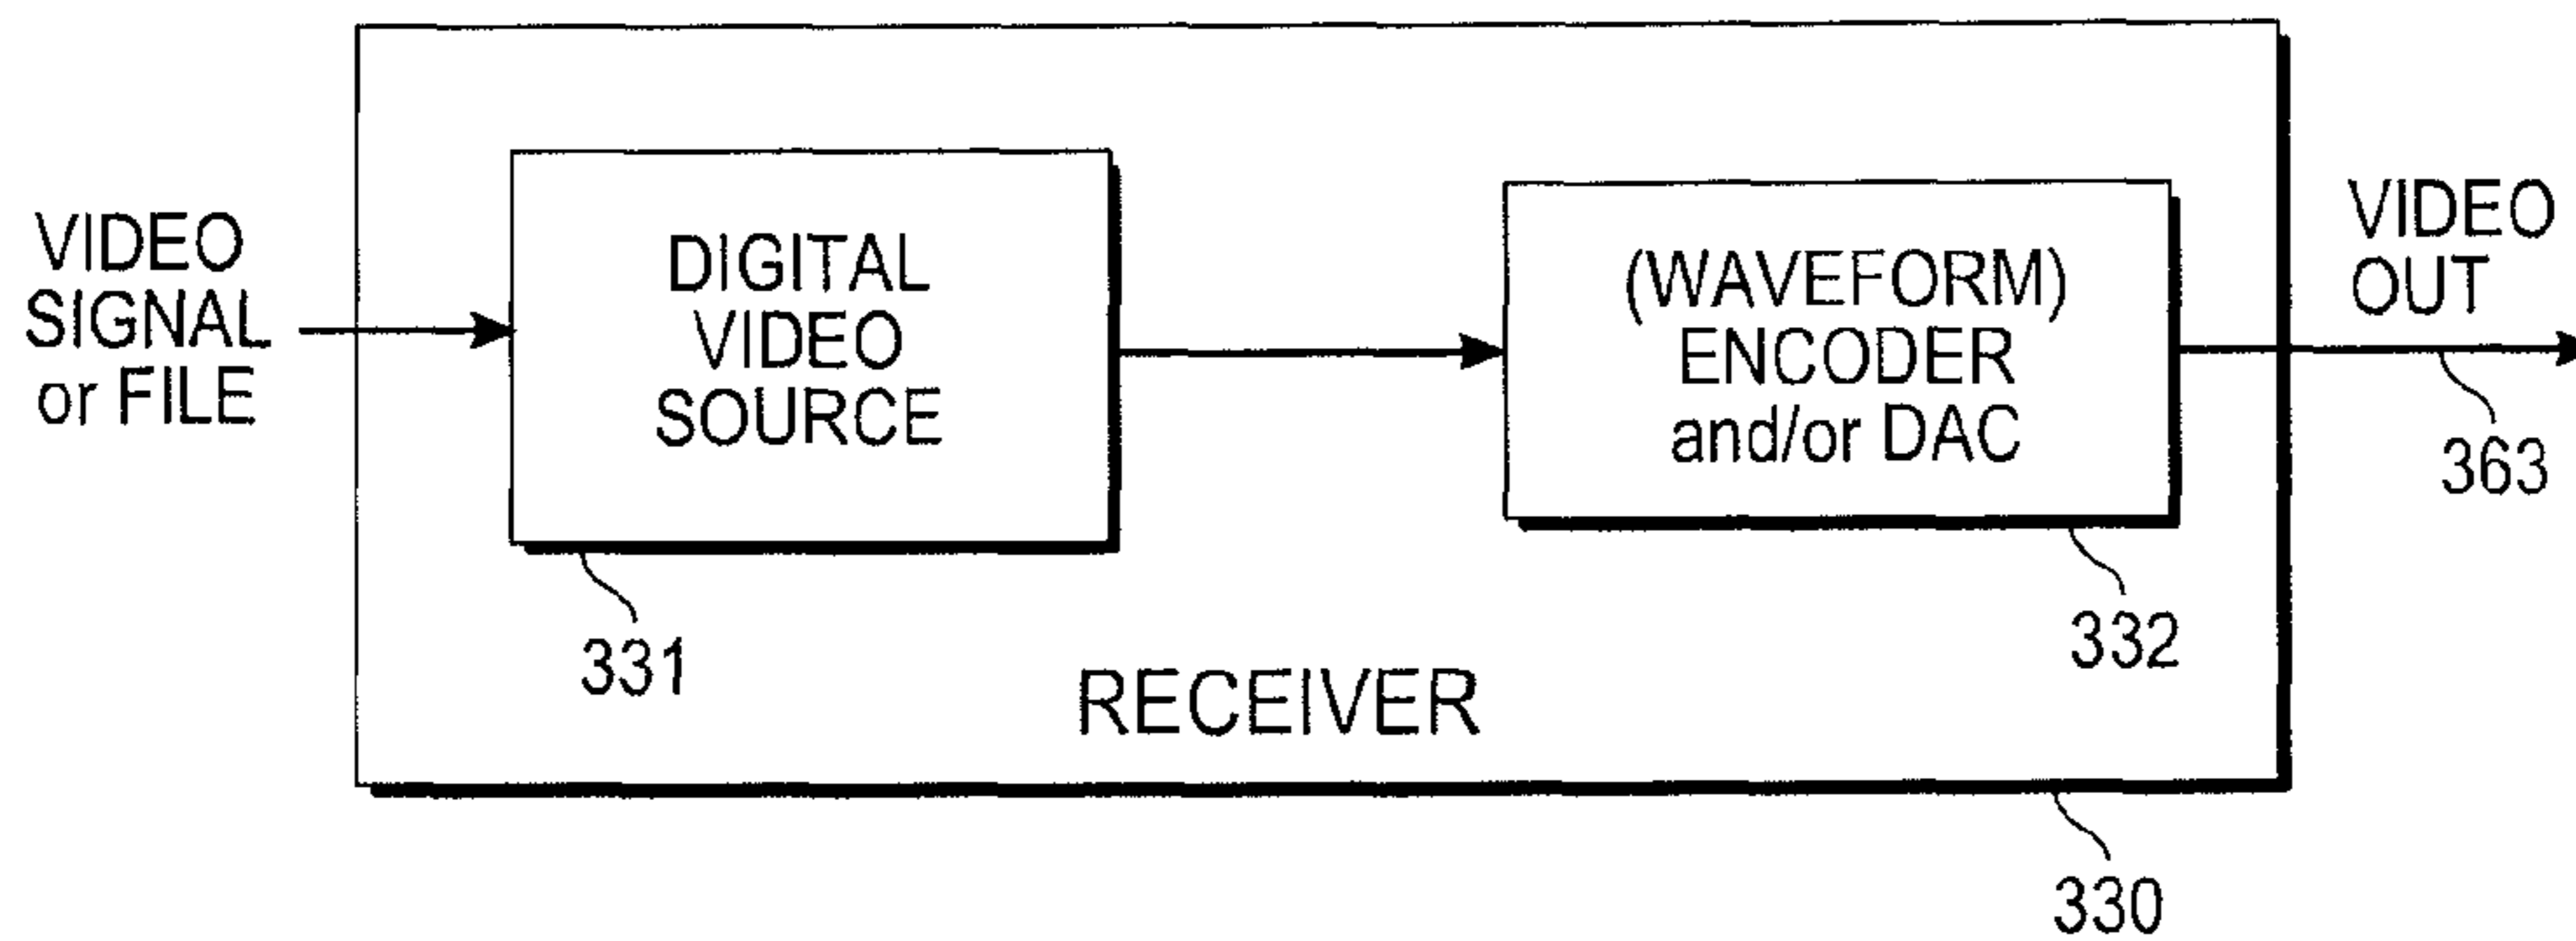 VIDEO
SIGNAL
or FILE
DIGITAL
VIDEO
SOURCE
331
(WAVEFORM)
ENCODER
and/or DAC
332
VIDEO
OUT
363
RECEIVER
330